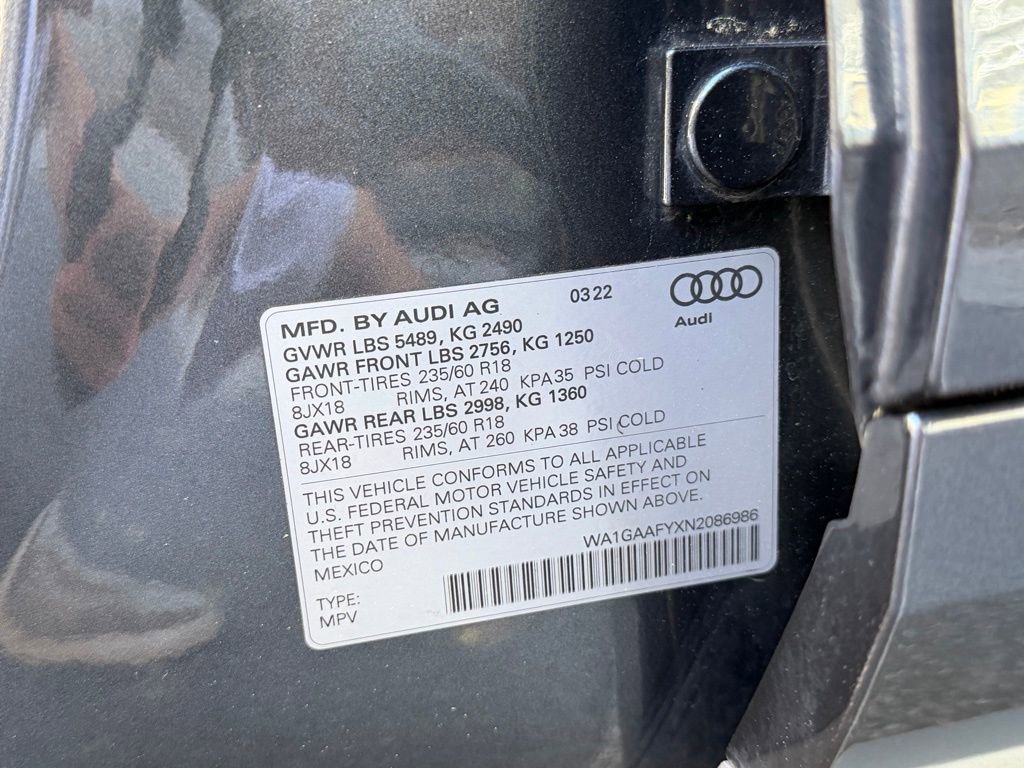 MFD. BY AUDI AG 03 22
Audi
GVWR LBS 5489, KG 2490
GAWR FRONT LBS 2756, KG 1250
FRONT-TIRES 235/60 R18
8JX18 RIMS, AT 240 KPA 35 PSI COLD
GAWR REAR LBS 2998, KG 1360
REAR-TIRES 235/60 R18
8JX18 RIMS, AT 260 KPA 38 PSI COLD
THIS VEHICLE CONFORMS TO ALL APPLICABLE
U.S. FEDERAL MOTOR VEHICLE SAFETY AND
THEFT PREVENTION STANDARDS IN EFFECT ON
THE DATE OF MANUFACTURE SHOWN ABOVE.
MEXICO WA1GAAFYXN2086986
TYPE:
MPV